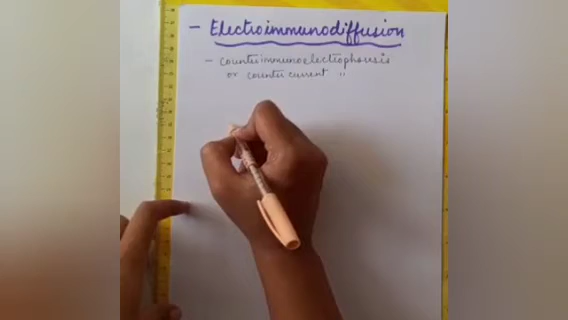 - Electroimmunodiffusion
- Counterimmunoelectrophoresis
or counter current "